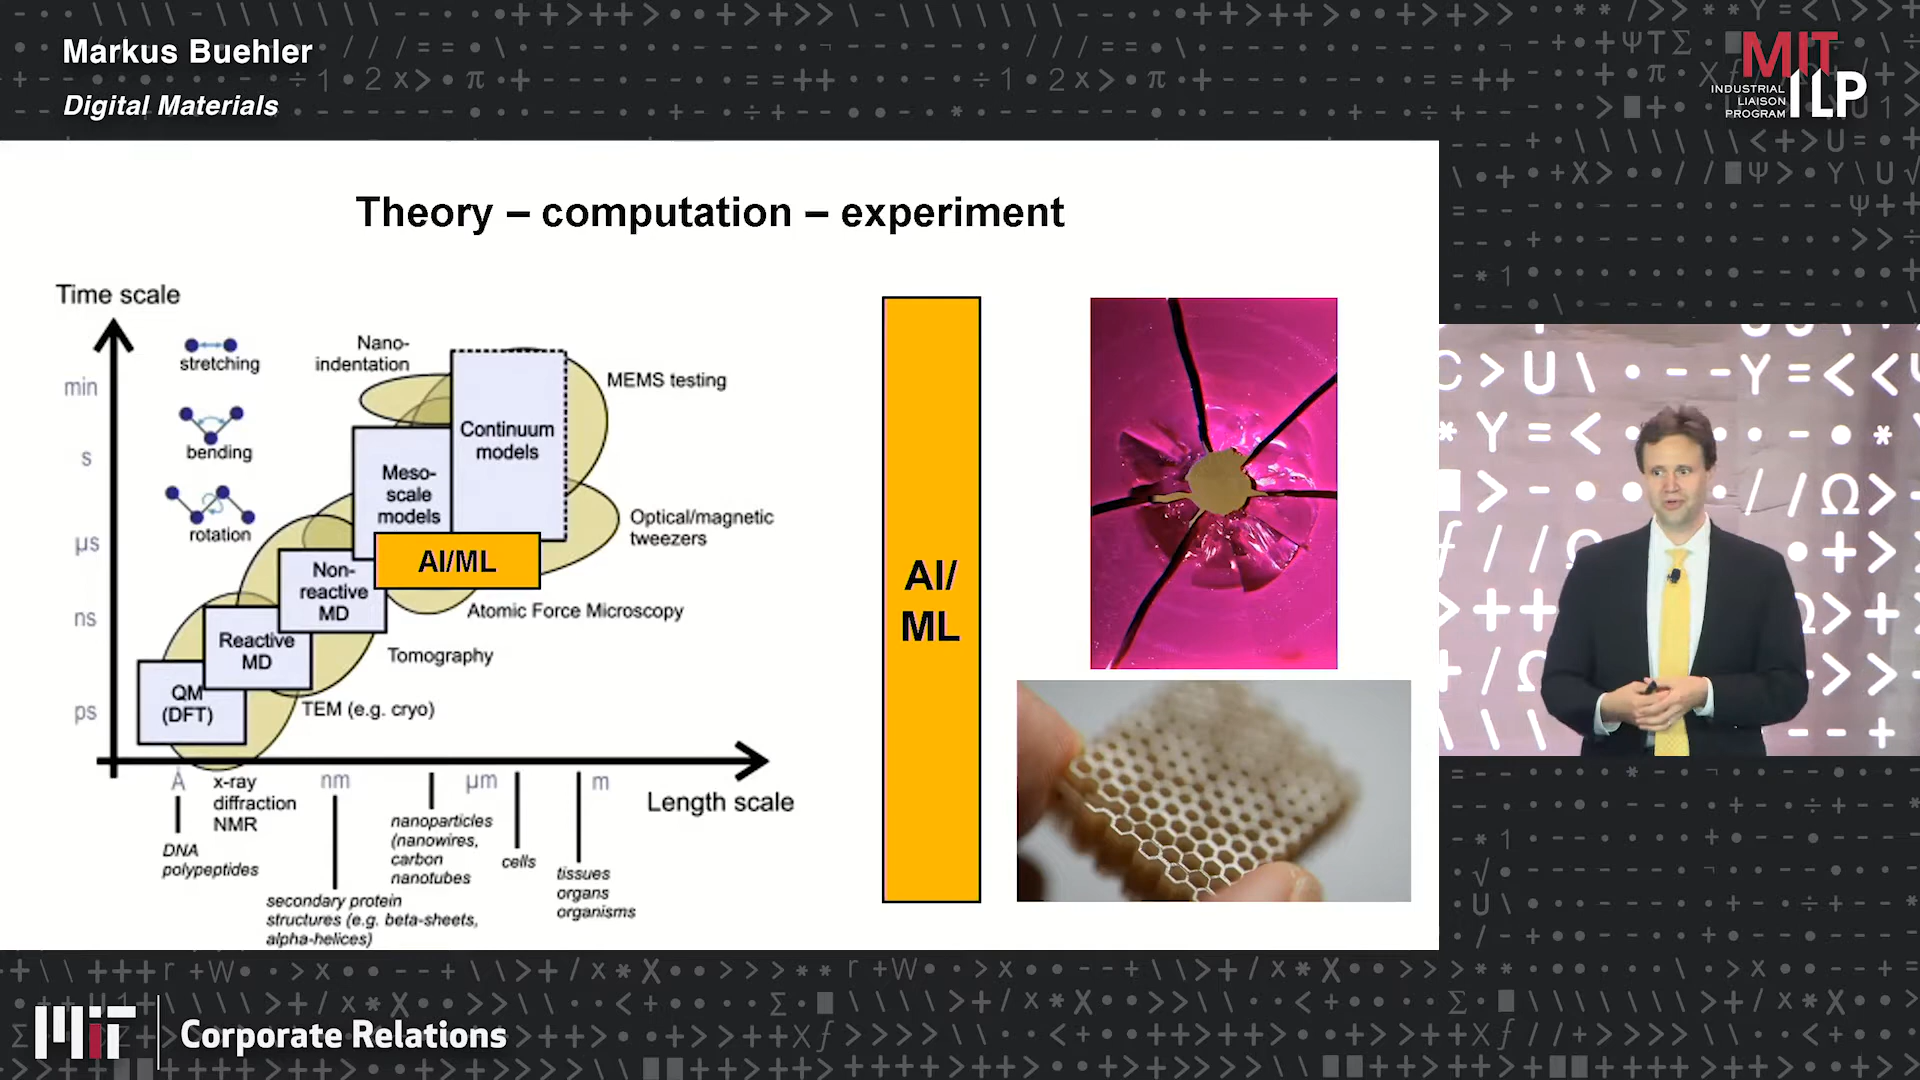 Markus Buehler
Digital Materials
MIT
ILP
INDUSTRIAL
LIAISON
PROGRAM
Theory – computation – experiment
Time scale
min
s
µs
ns
ps
stretching
bending
rotation
Nano-
indentation
MEMS testing
Continuum
models
Meso-
scale
models
Optical/magnetic
tweezers
AI/ML
Non-
reactive
MD
Atomic Force Microscopy
Reactive
MD
Tomography
QM
(DFT)
TEM (e.g. cryo)
Å
x-ray
diffraction
NMR
nm
µm
m
Length scale
DNA
polypeptides
secondary protein
structures (e.g. beta-sheets,
alpha-helices)
nanoparticles
(nanowires,
carbon
nanotubes
cells
tissues
organs
organisms
AI/
ML
MIT
Corporate Relations